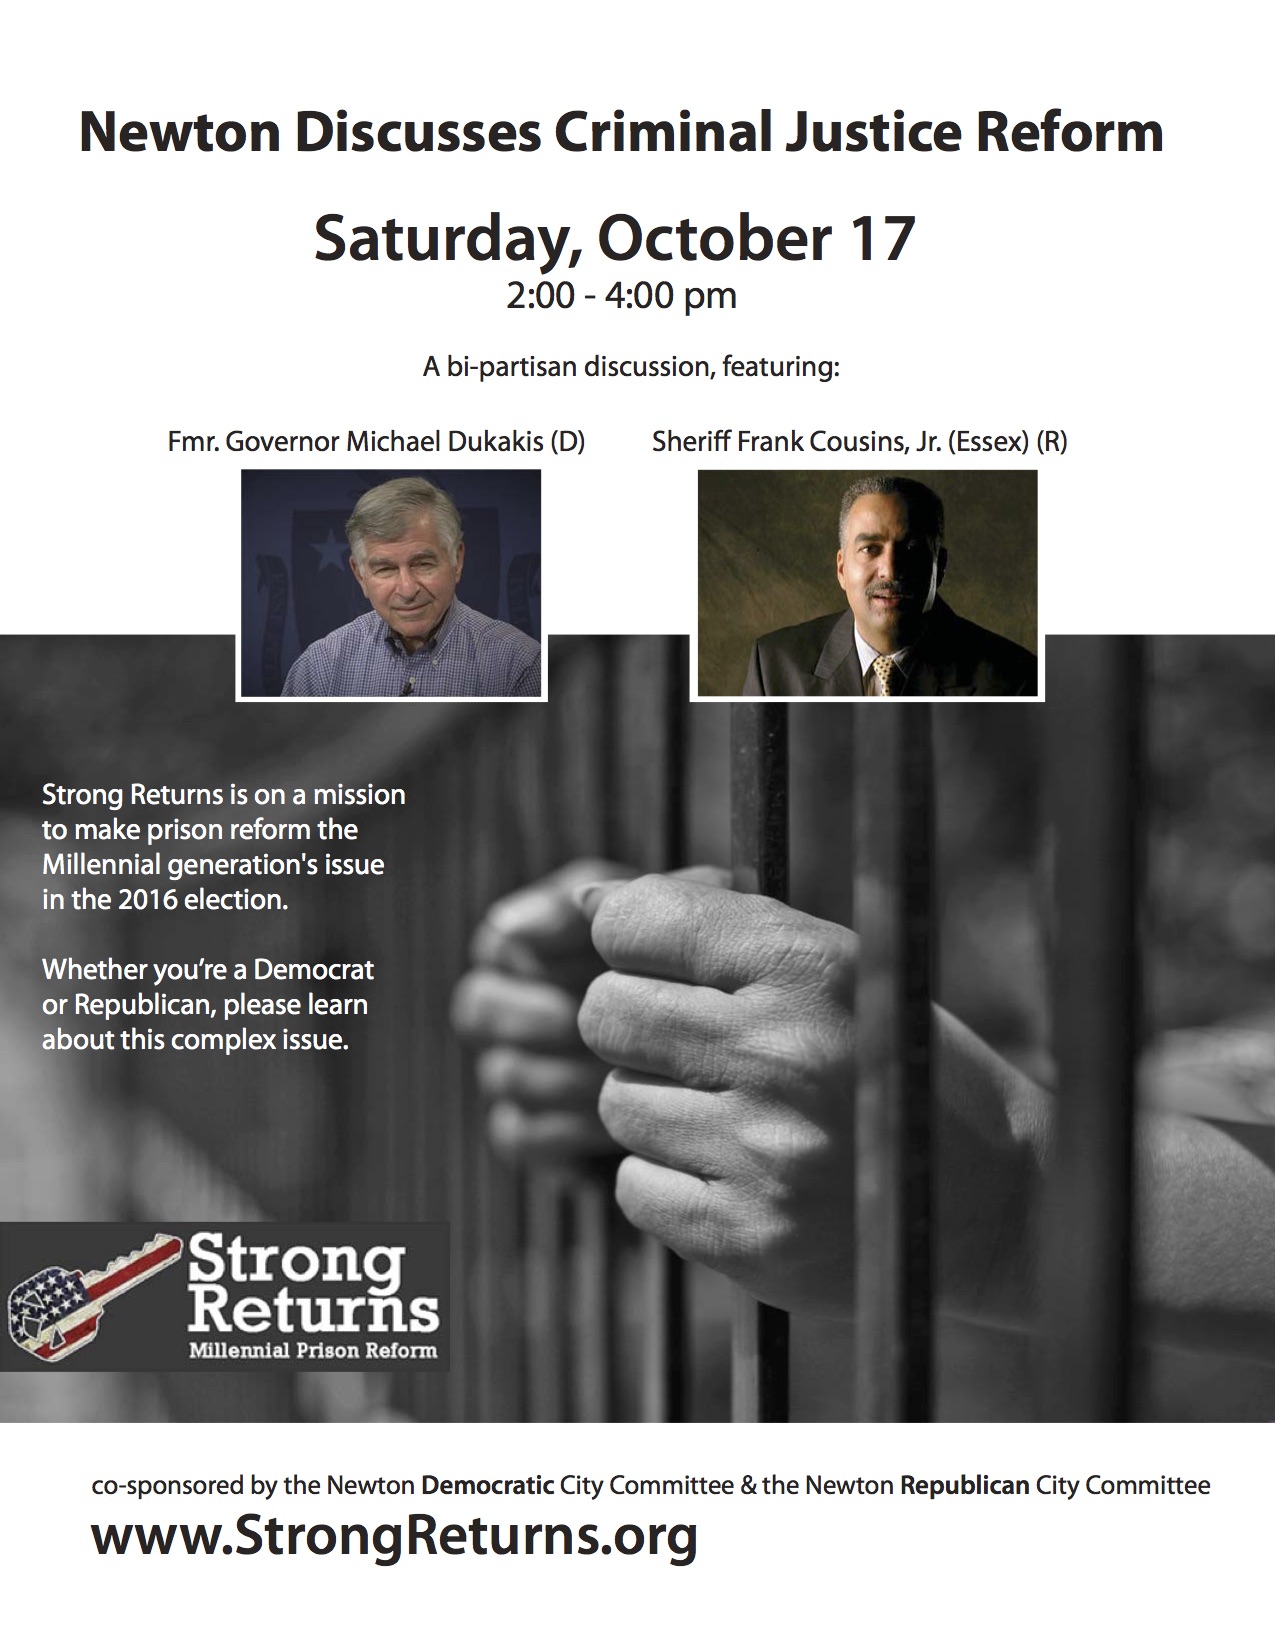 Newton Discusses Criminal Justice Reform
Saturday, October 17
2:00 - 4:00 pm
A bi-partisan discussion, featuring:
Fmr. Governor Michael Dukakis (D)
Sheriff Frank Cousins, Jr. (Essex) (R)
Strong Returns is on a mission
to make prison reform the
Millennial generation's issue
in the 2016 election.
Whether you’re a Democrat
or Republican, please learn
about this complex issue.
Strong
Returns
Millennial Prison Reform
co-sponsored by the Newton Democratic City Committee & the Newton Republican City Committee
www.StrongReturns.org